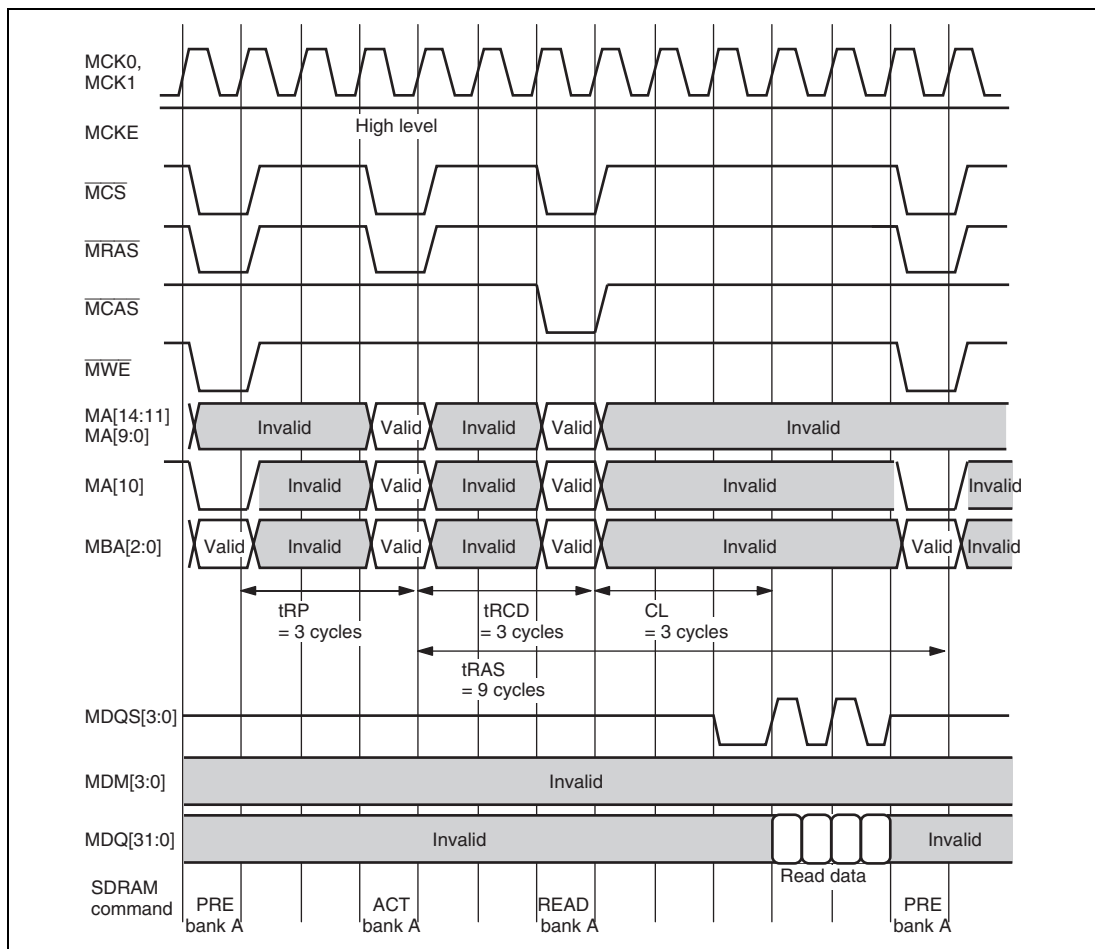 MCK0,
MCK1
MCKE
High level
MCS
MRAS
MCAS
MWE
MA[14:11]
MA[9:0]
Invalid Valid Invalid Valid Invalid
MA[10]
Invalid Valid Invalid Valid Invalid Invalid
MBA[2:0]
Valid Invalid Valid Invalid Valid Invalid Valid Invalid
tRP
= 3 cycles
tRCD
= 3 cycles
CL
= 3 cycles
tRAS
= 9 cycles
MDQS[3:0]
MDM[3:0]
Invalid
MDQ[31:0]
Invalid Invalid
Read data
SDRAM
command
PRE
bank A
ACT
bank A
READ
bank A
PRE
bank A